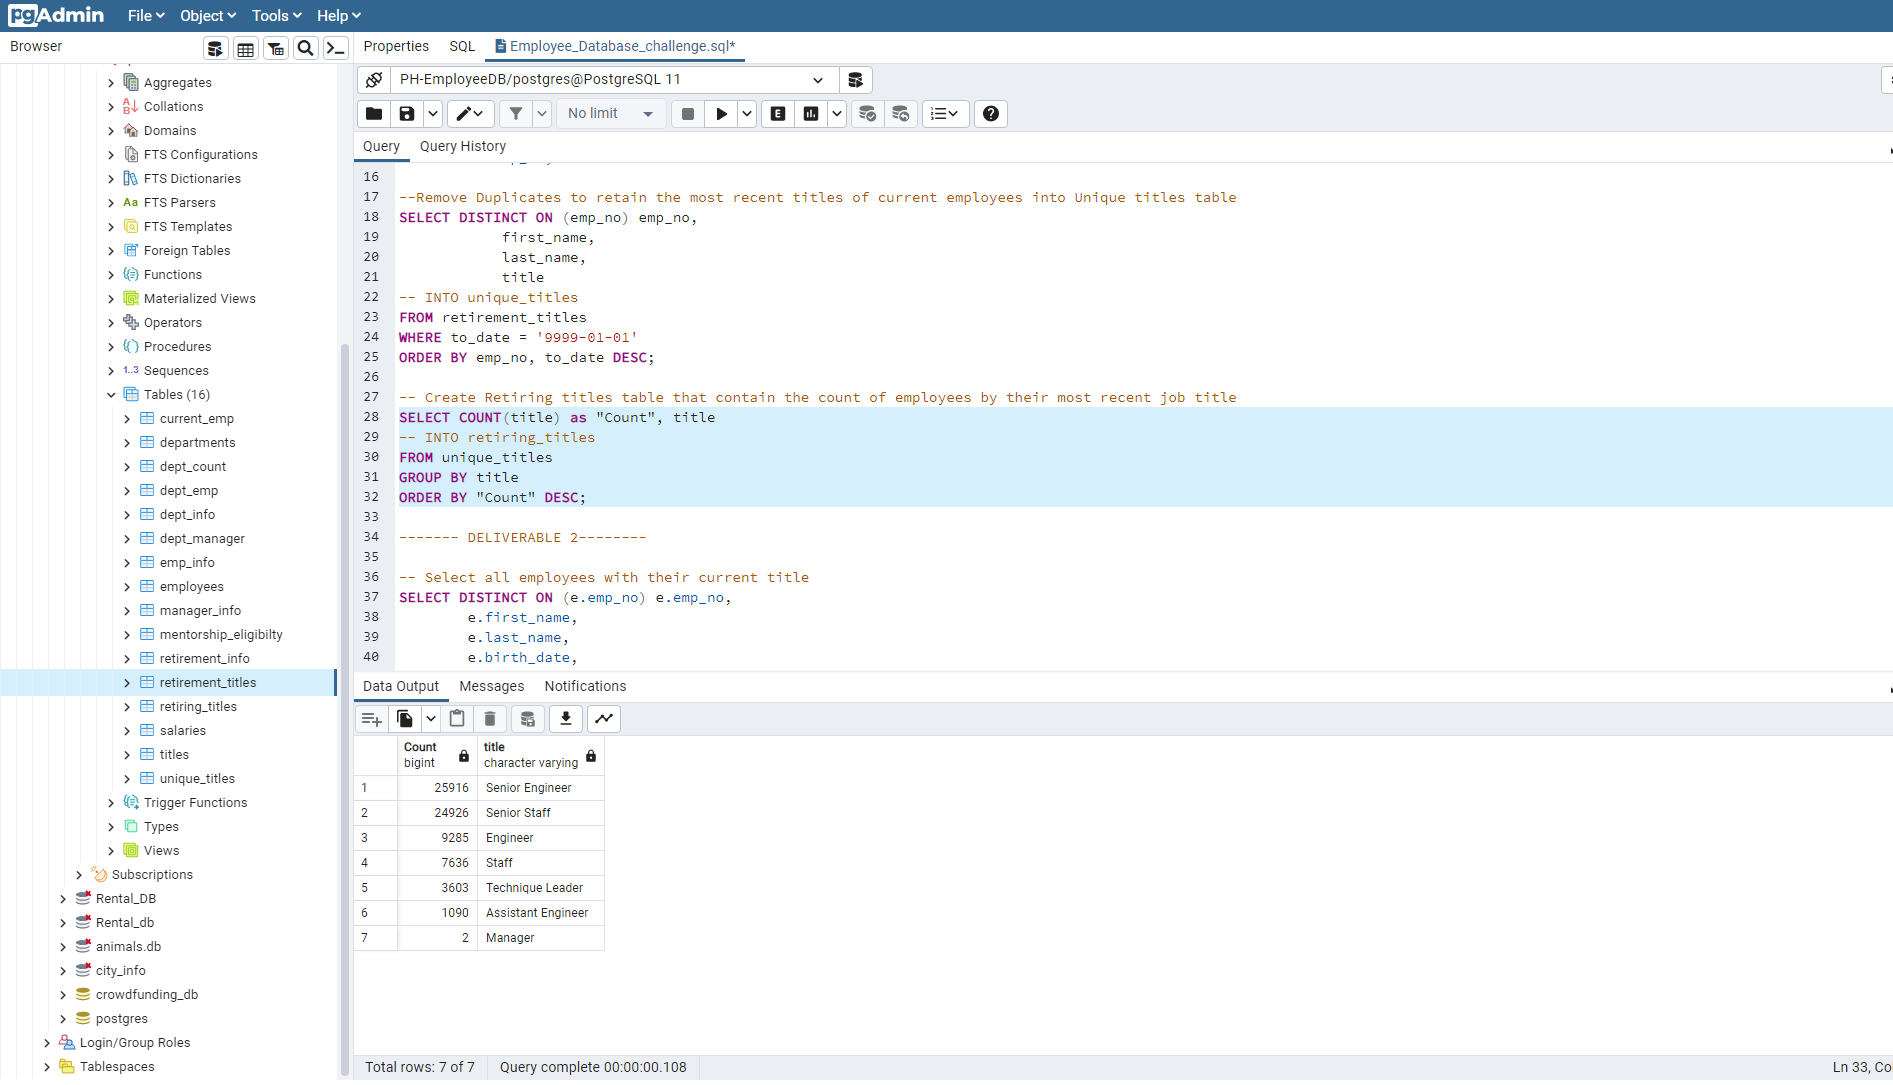 pgAdmin File Object Tools Help
Browser
Properties SQL Employee_Database_challenge.sql*
PH-EmployeeDB/postgres@PostgreSQL 11
No limit
E
Query Query History
Aggregates
Collations
Domains
FTS Configurations
FTS Dictionaries
Aa FTS Parsers
FTS Templates
Foreign Tables
Functions
Materialized Views
Operators
Procedures
1..3 Sequences
Tables (16)
current_emp
departments
dept_count
dept_emp
dept_info
dept_manager
emp_info
employees
manager_info
mentorship_eligibilty
retirement_info
retirement_titles
retiring_titles
salaries
titles
unique_titles
Trigger Functions
Types
Views
Subscriptions
Rental_DB
Rental_db
animals.db
city_info
crowdfunding_db
postgres
Login/Group Roles
Tablespaces
16
17 --Remove Duplicates to retain the most recent titles of current employees into Unique titles table
18 SELECT DISTINCT ON (emp_no) emp_no,
19 first_name,
20 last_name,
21 title
22 -- INTO unique_titles
23 FROM retirement_titles
24 WHERE to_date = '9999-01-01'
25 ORDER BY emp_no, to_date DESC;
26
27 -- Create Retiring titles table that contain the count of employees by their most recent job title
28 SELECT COUNT(title) as "Count", title
29 -- INTO retiring_titles
30 FROM unique_titles
31 GROUP BY title
32 ORDER BY "Count" DESC;
33
34 ------- DELIVERABLE 2--------
35
36 -- Select all employees with their current title
37 SELECT DISTINCT ON (e.emp_no) e.emp_no,
38 e.first_name,
39 e.last_name,
40 e.birth_date,
Data Output Messages Notifications
Count title
bigint character varying
1 25916 Senior Engineer
2 24926 Senior Staff
3 9285 Engineer
4 7636 Staff
5 3603 Technique Leader
6 1090 Assistant Engineer
7 2 Manager
Total rows: 7 of 7 Query complete 00:00:00.108 Ln 33, Co